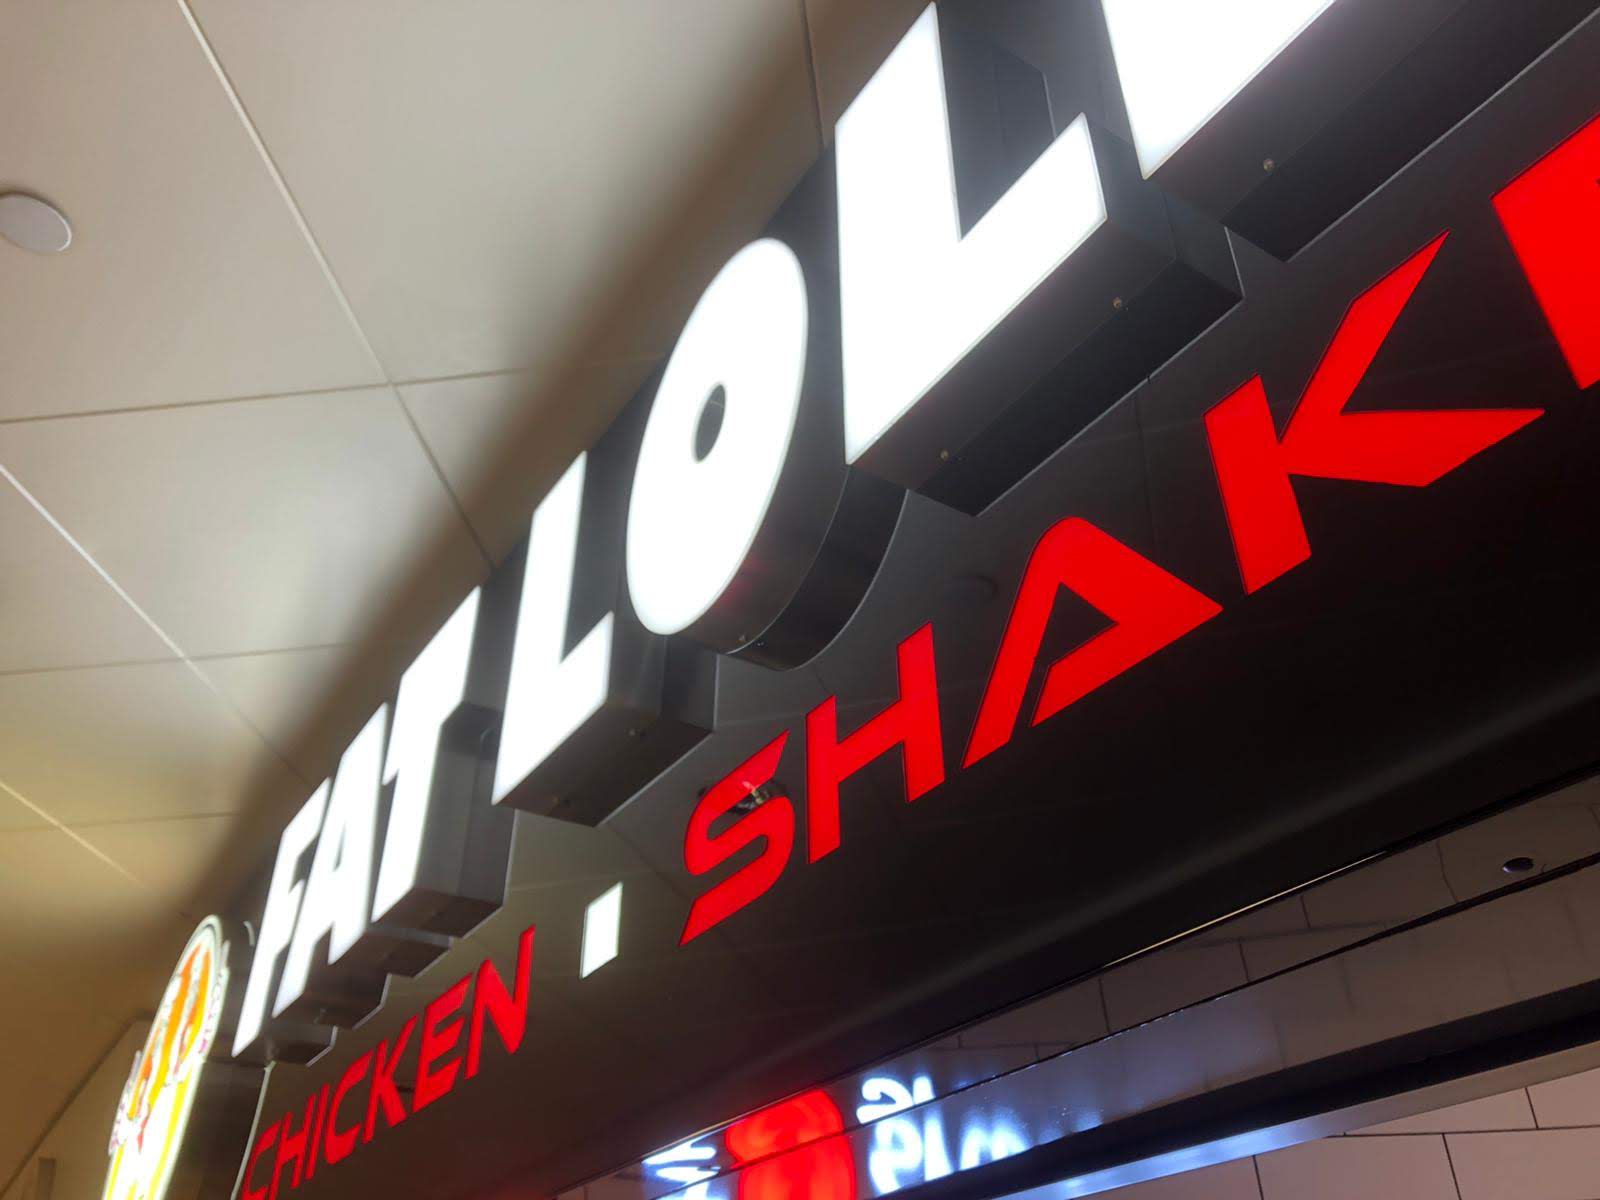 FAT LOL
CHICKEN · SHAK